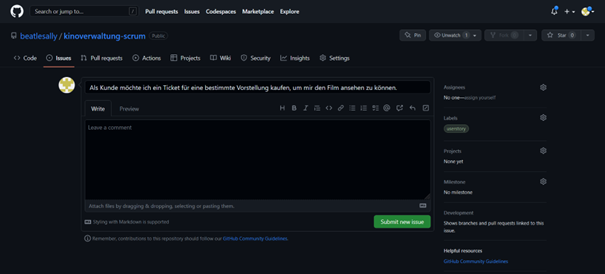 Search or jump to... /
Pull requests Issues Codespaces Marketplace Explore
beatlesally / kinoverwaltung-scrum Public
Pin Unwatch 1 Fork 0 Star 0
Code Issues Pull requests Actions Projects Wiki Security Insights Settings
Als Kunde möchte ich ein Ticket für eine bestimmte Vorstellung kaufen, um mir den Film ansehen zu können.
Write Preview
Leave a comment
Attach files by dragging & dropping, selecting or pasting them.
Styling with Markdown is supported
Submit new issue
Remember, contributions to this repository should follow our GitHub Community Guidelines.
Assignees
No one—assign yourself
Labels
userstory
Projects
None yet
Milestone
No milestone
Development
Shows branches and pull requests linked to this
issue.
Helpful resources
GitHub Community Guidelines